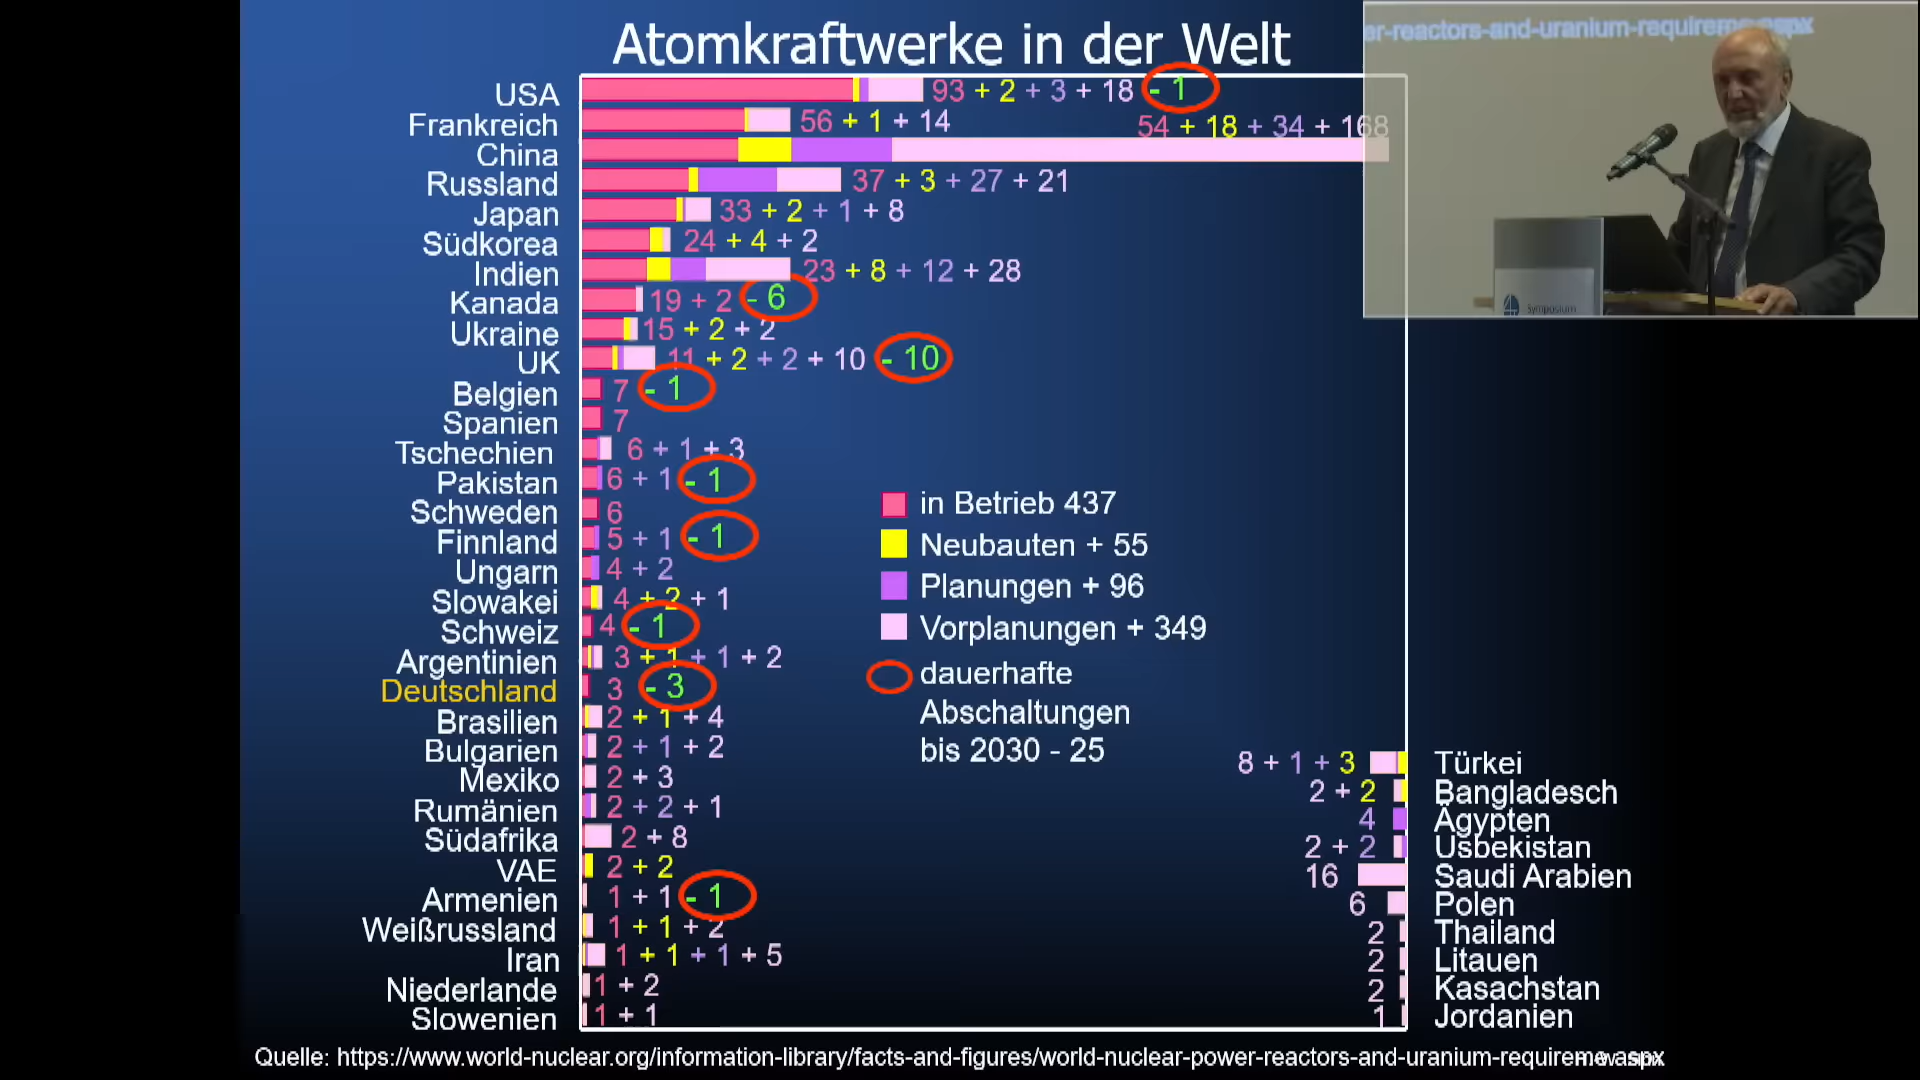 Atomkraftwerke in der Welt
er-reactors-and-uranium-requireme
USA 93 + 2 + 3 + 18 - 1
Frankreich 56 + 1 + 14
China 54 + 18 + 34 + 168
Russland 37 + 3 + 27 + 21
Japan 33 + 2 + 1 + 8
Südkorea 24 + 4 + 2
Indien 23 + 8 + 12 + 28
Kanada 19 + 2 - 6
Ukraine 15 + 2 + 2
UK 11 + 2 + 2 + 10 - 10
Belgien 7 - 1
Spanien 7
Tschechien 6 + 1 + 3
Pakistan 6 + 1 - 1
Schweden 6
Finnland 5 + 1 - 1
Ungarn 4 + 2
Slowakei 4 + 2 + 1
Schweiz 4 - 1
Argentinien 3 + 1 + 1 + 2
Deutschland 3 - 3
Brasilien 2 + 1 + 4
Bulgarien 2 + 1 + 2
Mexiko 2 + 3
Rumänien 2 + 2 + 1
Südafrika 2 + 8
VAE 2 + 2
Armenien 1 + 1 - 1
Weißrussland 1 + 1 + 2
Iran 1 + 1 + 1 + 5
Niederlande 1 + 2
Slowenien 1 + 1
in Betrieb 437
Neubauten + 55
Planungen + 96
Vorplanungen + 349
dauerhafte
Abschaltungen
bis 2030 - 25
8 + 1 + 3 Türkei
2 + 2 Bangladesch
4 Ägypten
2 + 2 Usbekistan
16 Saudi Arabien
6 Polen
2 Thailand
2 Litauen
2 Kasachstan
1 Jordanien
Symposium
Quelle: https://www.world-nuclear.org/information-library/facts-and-figures/world-nuclear-power-reactors-and-uranium-requireme.aspx